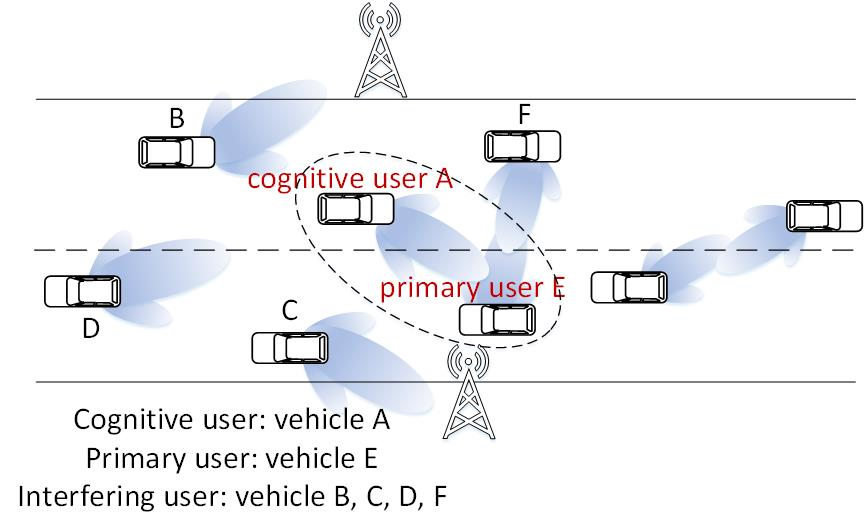 B
F
cognitive user A
primary user E
C
D
Cognitive user: vehicle A
Primary user: vehicle E
Interfering user: vehicle B, C, D, F